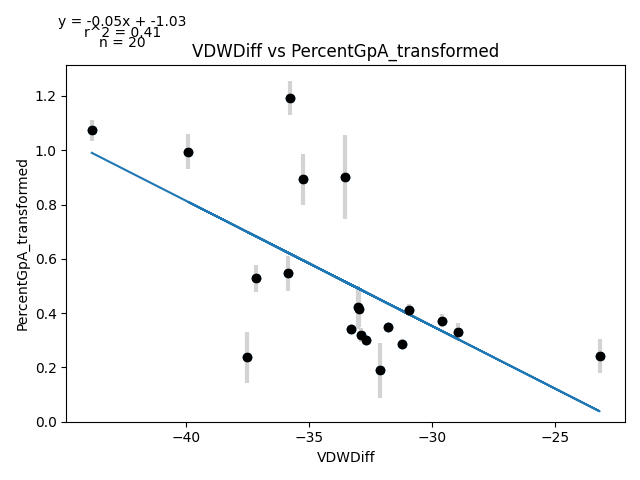 y = -0.05x + -1.03
r^2 = 0.41
n = 20
VDWDiff vs PercentGpA_transformed
PercentGpA_transformed
1.2
1.0
0.8
0.6
0.4
0.2
0.0
−40
−35
−30
−25
VDWDiff